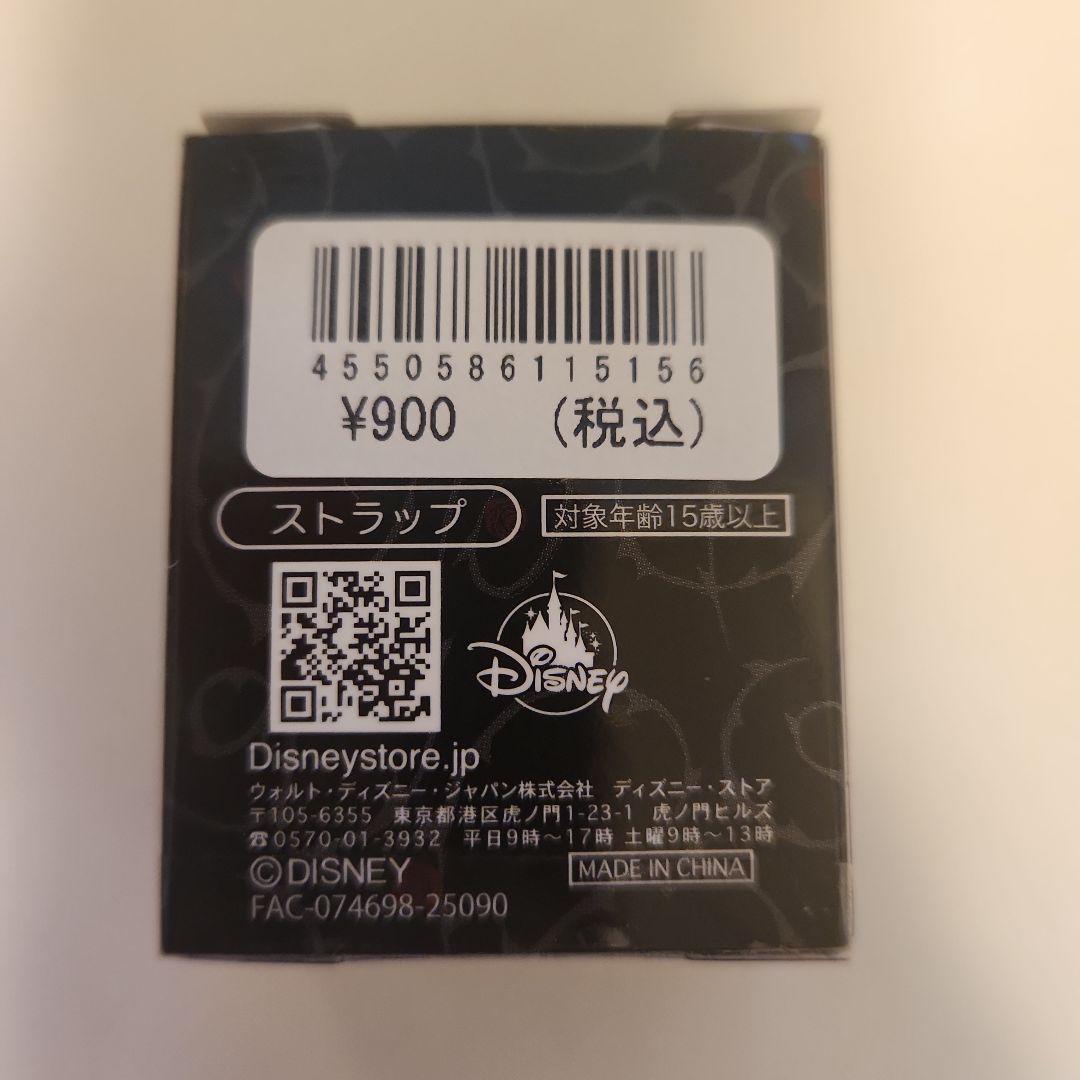 4550586115156
¥900 (税込)
ストラップ 対象年齢15歳以上
Disney
Disneystore.jp
ウォルト・ディズニー・ジャパン株式会社 ディズニー・ストア
〒105-6355 東京都港区虎ノ門1-23-1 虎ノ門ヒルズ
☎0570-01-3932 平日9時～17時 土曜9時～13時
©DISNEY MADE IN CHINA
FAC-074698-25090